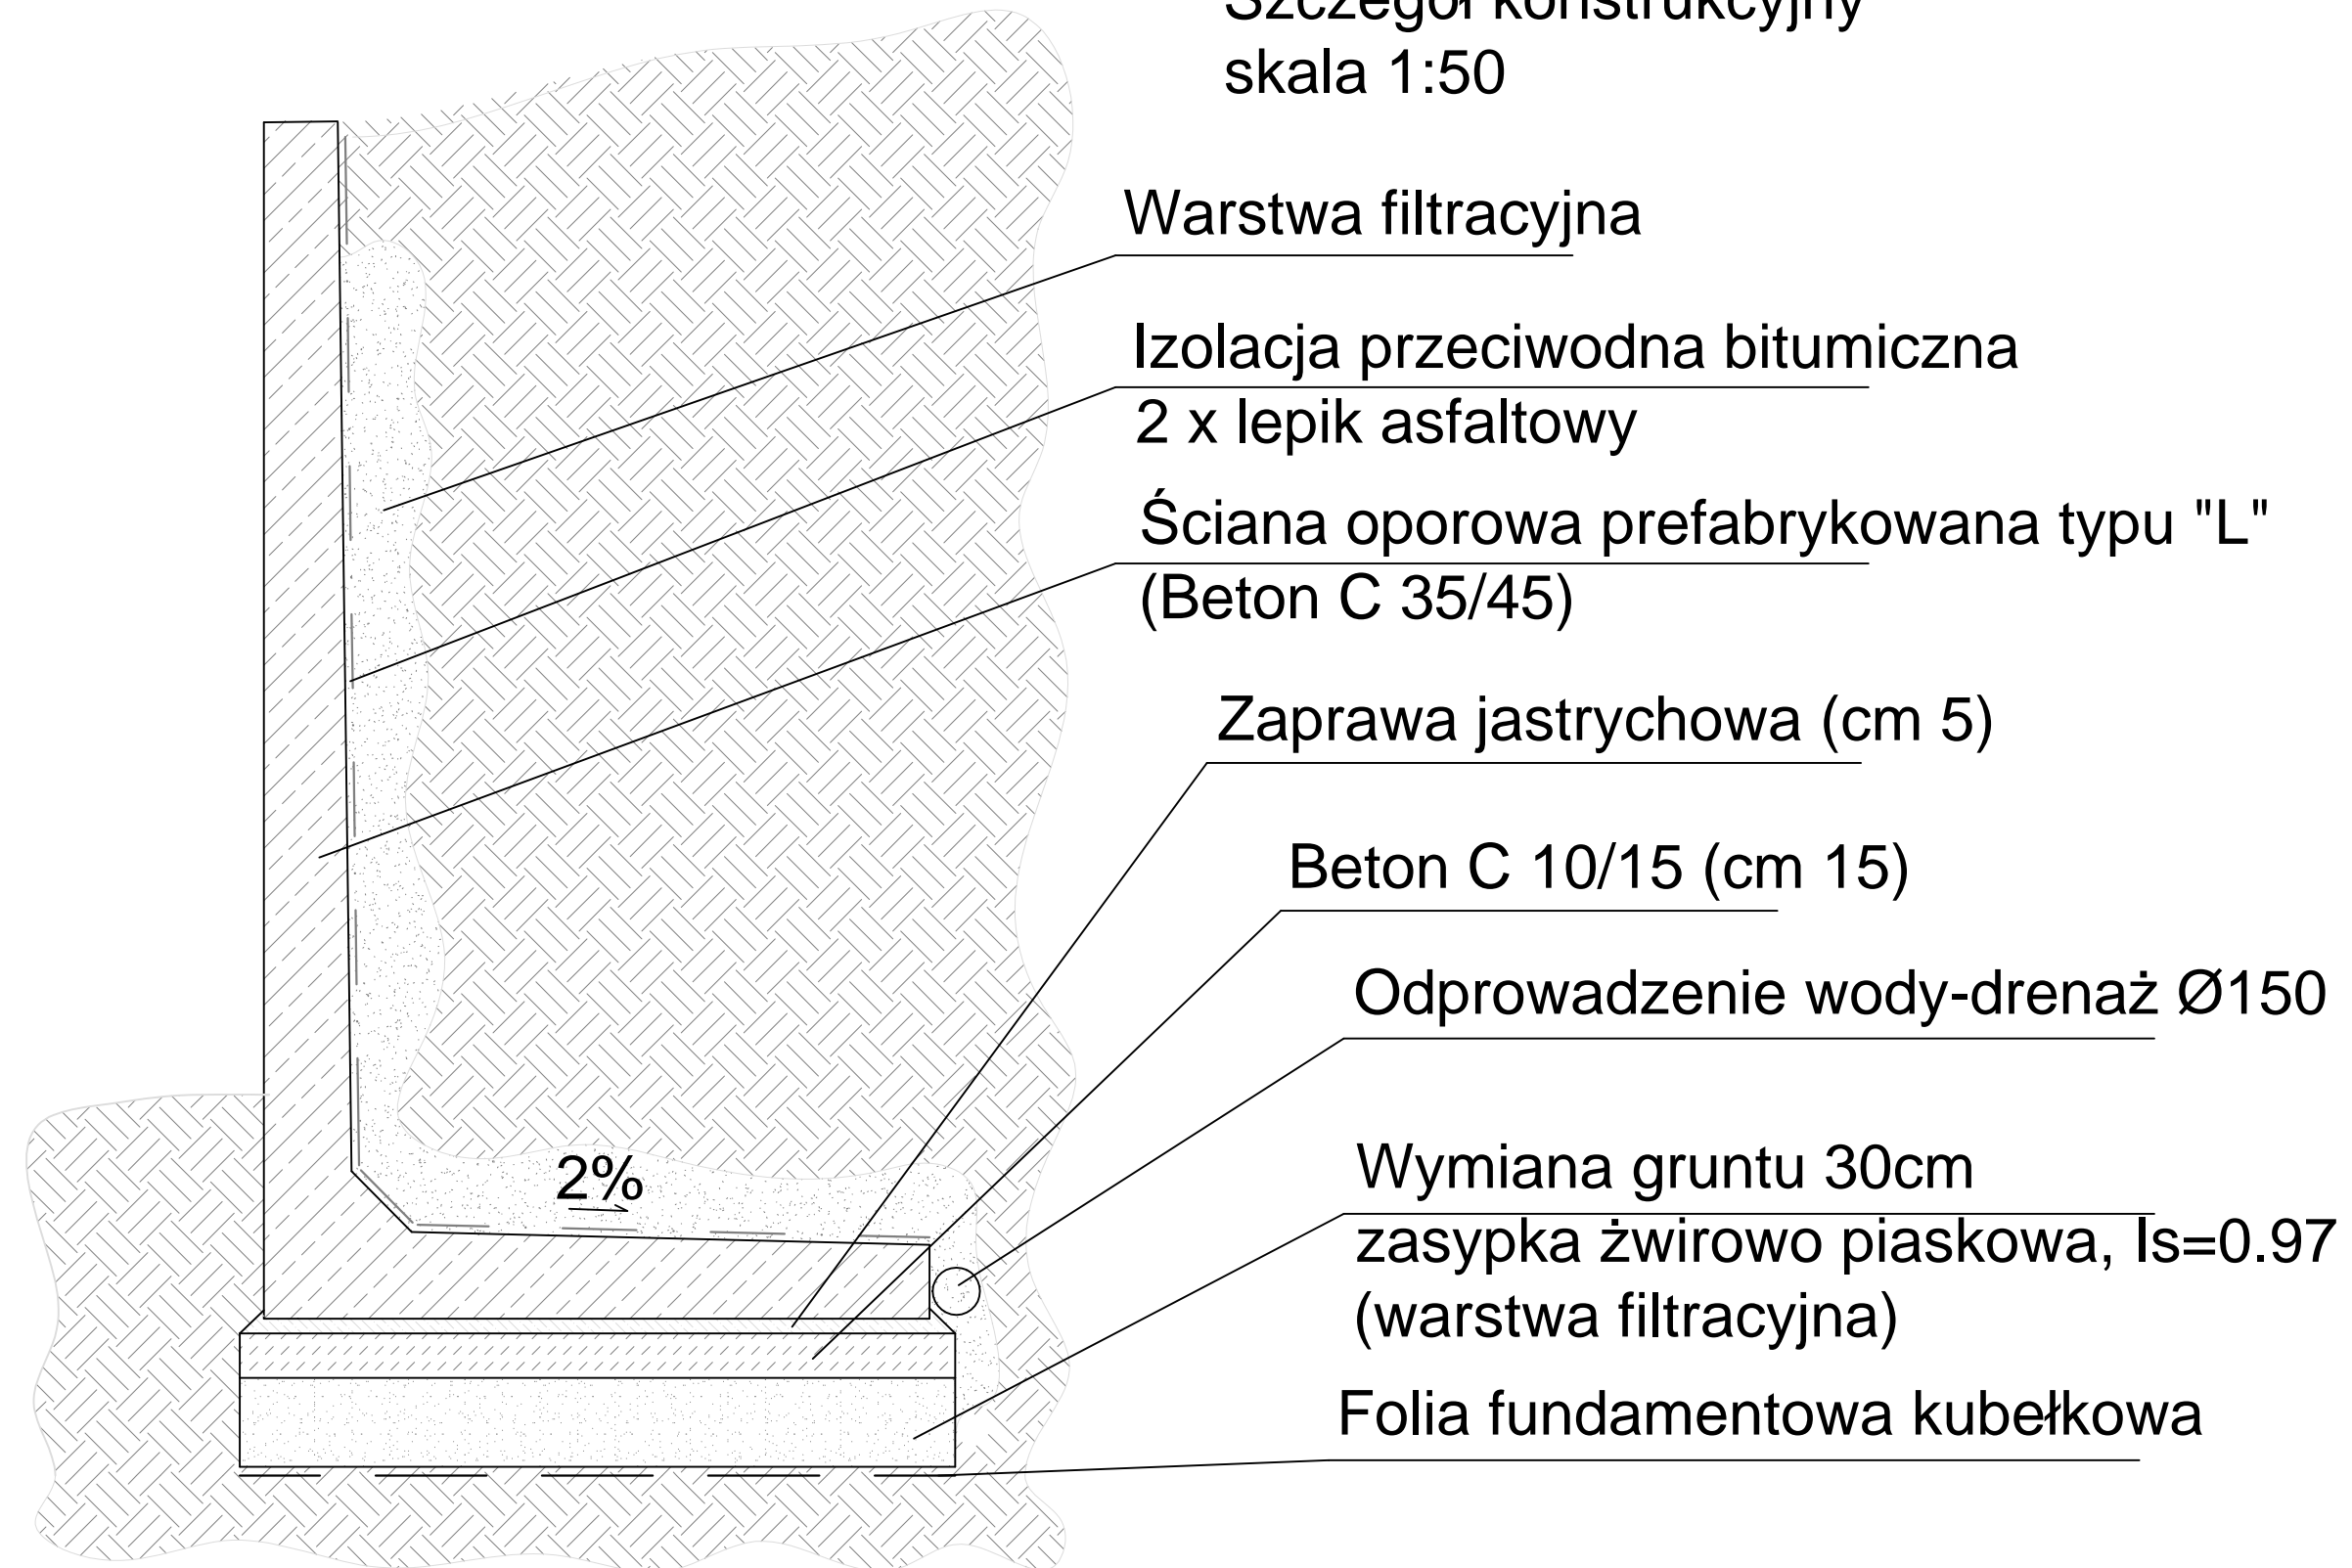 Szczegół konstrukcyjny
skala 1:50
Warstwa filtracyjna
Izolacja przeciwodna bitumiczna
2 x lepik asfaltowy
Ściana oporowa prefabrykowana typu "L"
(Beton C 35/45)
Zaprawa jastrychowa (cm 5)
Beton C 10/15 (cm 15)
Odprowadzenie wody-drenaż Ø150
Wymiana gruntu 30cm
2%
zasypka żwirowo piaskowa, Is=0.97
(warstwa filtracyjna)
Folia fundamentowa kubełkowa